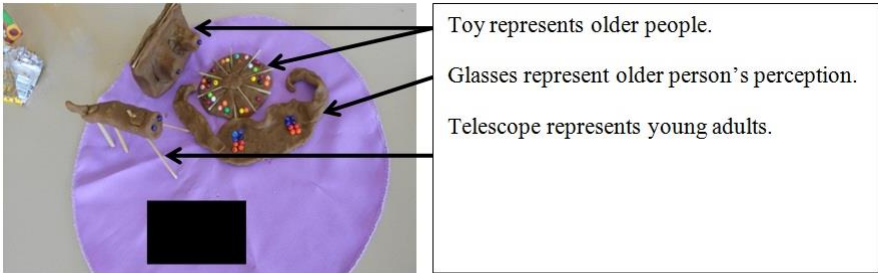 Toy represents older people.
Glasses represent older person’s perception.
Telescope represents young adults.